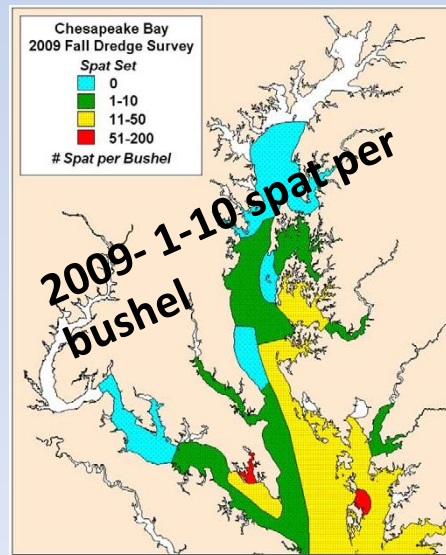 Chesapeake Bay
2009 Fall Dredge Survey
Spat Set
0
1-10
11-50
51-200
# Spat per Bushel
2009- 1-10 spat per
bushel